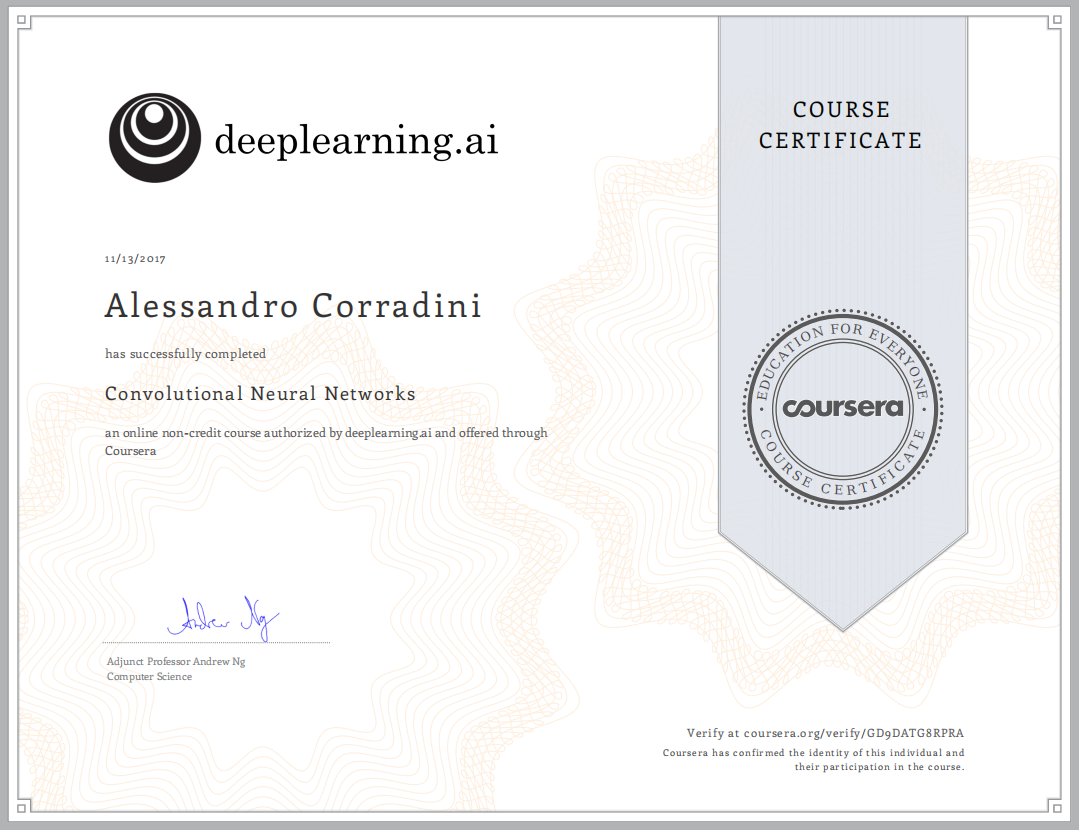 deeplearning.ai
COURSE
CERTIFICATE
11/13/2017
Alessandro Corradini
has successfully completed
Convolutional Neural Networks
an online non-credit course authorized by deeplearning.ai and offered through
Coursera
EDUCATION FOR EVERYONE
coursera
COURSE CERTIFICATE
Andrew Ng
Adjunct Professor Andrew Ng
Computer Science
Verify at coursera.org/verify/GD9DATG8RPRA
Coursera has confirmed the identity of this individual and
their participation in the course.